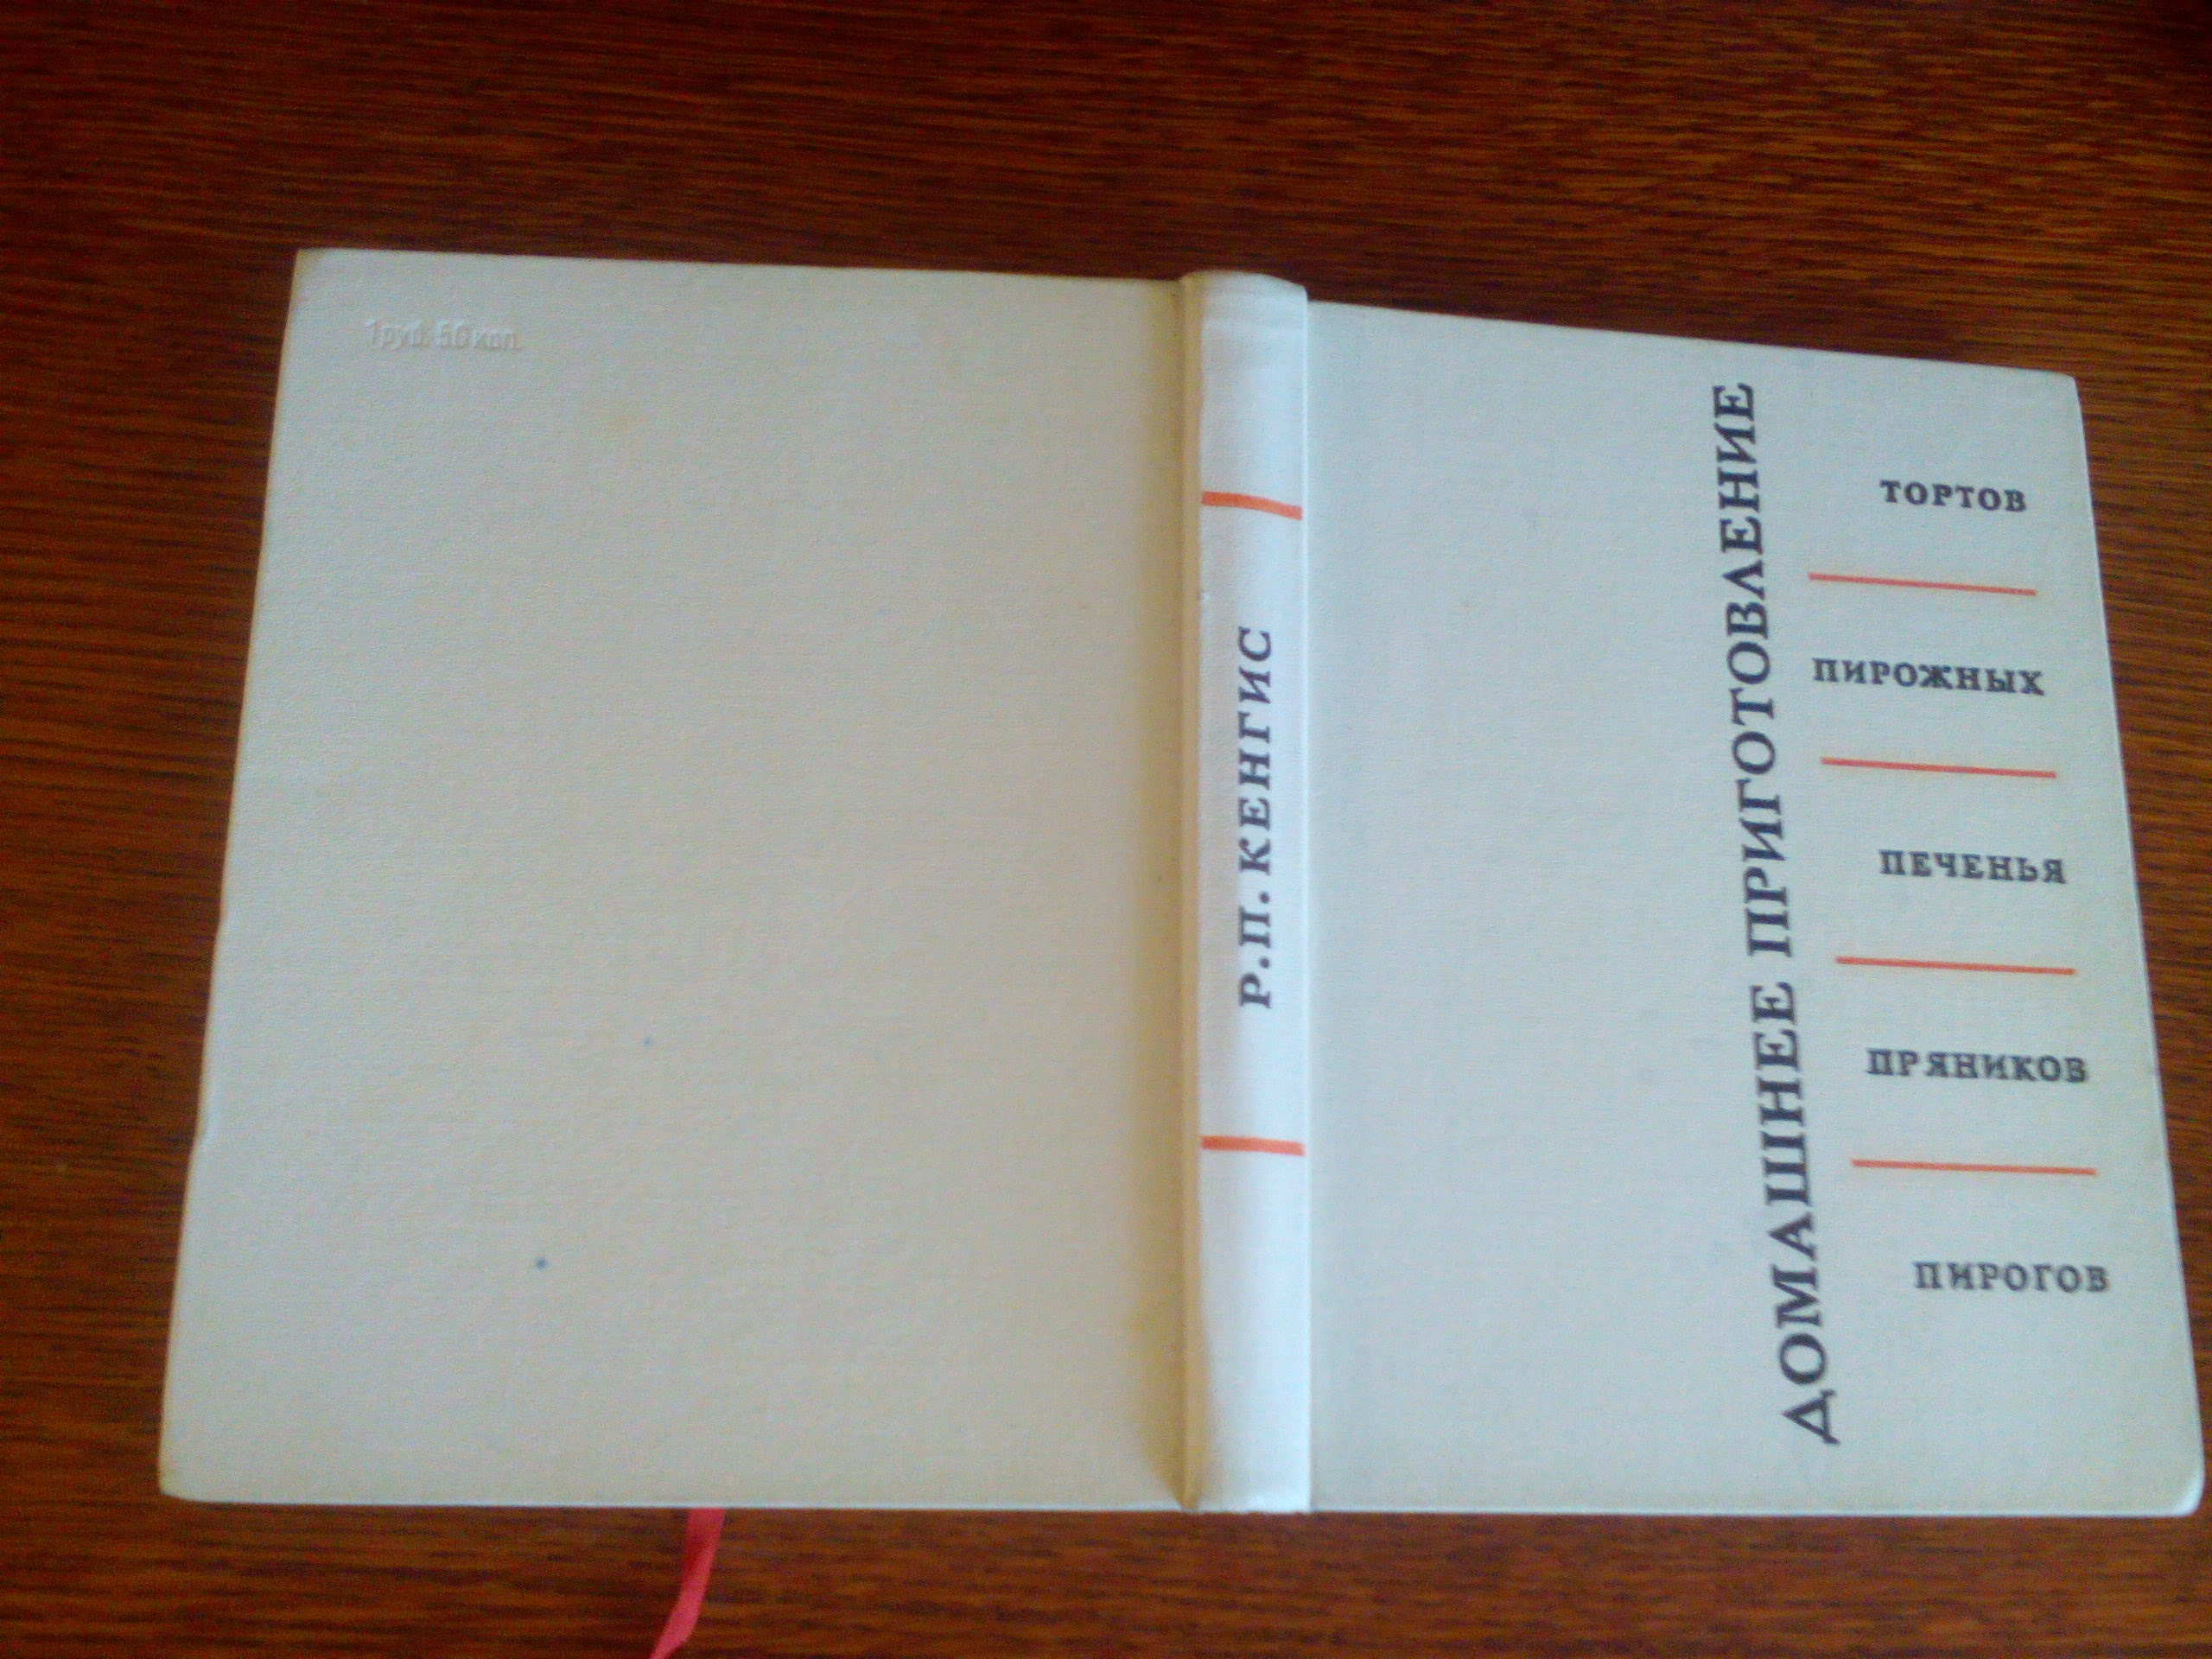 1 руб. 50 коп.
Р.П. КЕНГИС
ДОМАШНЕЕ ПРИГОТОВЛЕНИЕ
ТОРТОВ
ПИРОЖНЫХ
ПЕЧЕНЬЯ
ПРЯНИКОВ
ПИРОГОВ